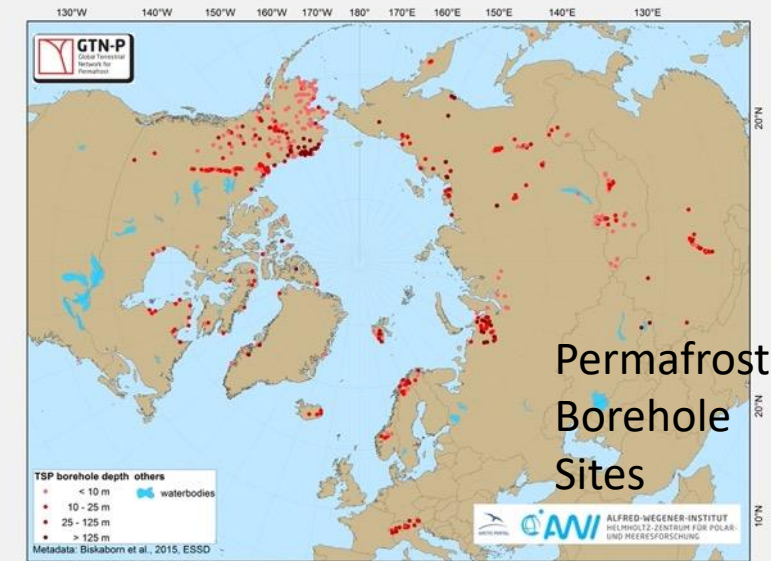 130°W 140°W 150°W 160°W 170°W 180° 170°E 160°E 150°E 140°E 130°E
GTN-P
Global Terrestrial
Network for
Permafrost
20°N
Permafrost
Borehole
Sites
20°N
10°N
TSP borehole depth others
< 10 m waterbodies
10 - 25 m
25 - 125 m
> 125 m
Metadata: Biskaborn et al., 2015, ESSD
ARCTIC PORTAL
AWI
ALFRED-WEGENER-INSTITUT
HELMHOLTZ-ZENTRUM FÜR POLAR-
UND MEERESFORSCHUNG